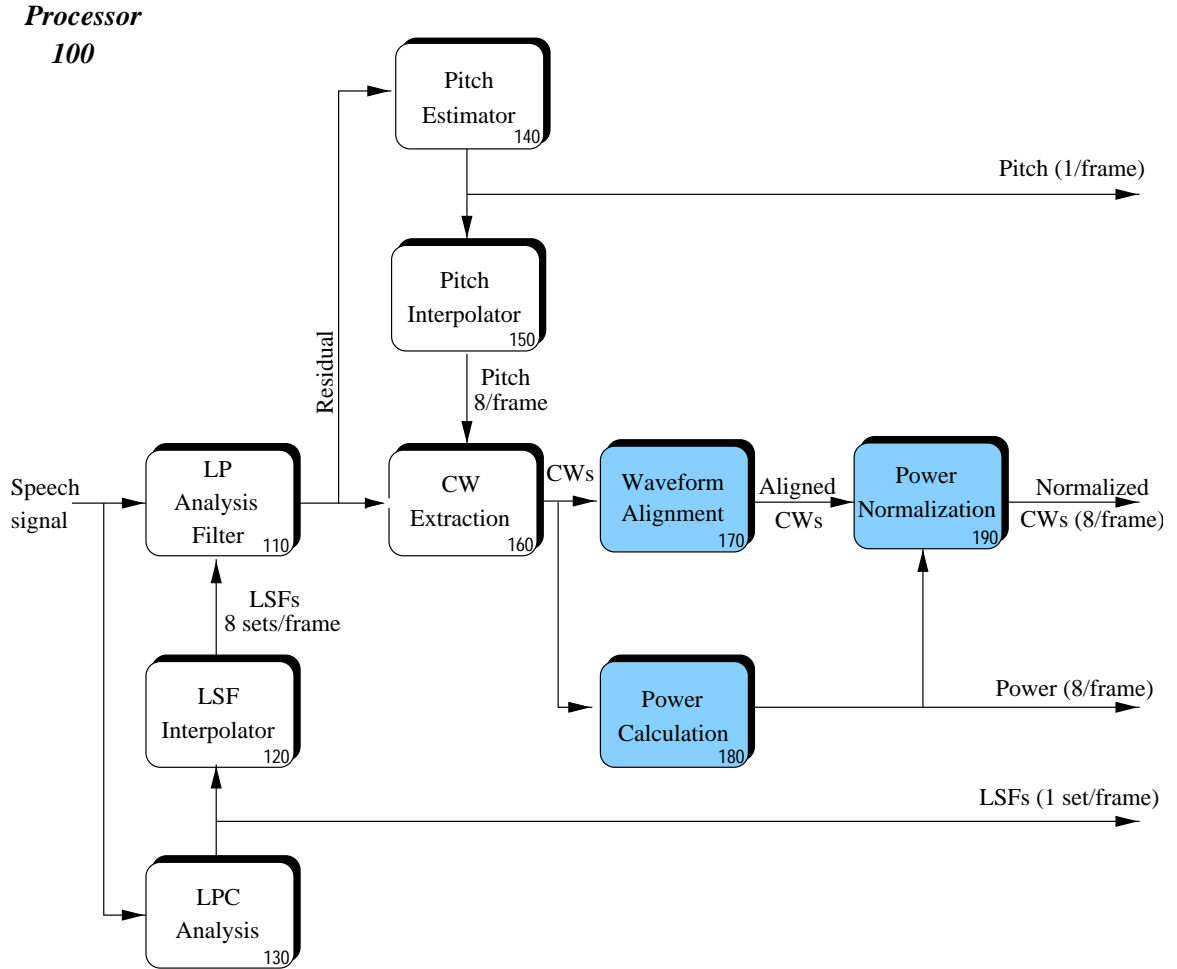 Processor
100
Pitch
Estimator
140
Pitch (1/frame)
Pitch
Interpolator
150
Residual
Pitch
8/frame
Speech
signal
LP
Analysis
Filter
110
CW
Extraction
160
CWs
Waveform
Alignment
170
Aligned
CWs
Power
Normalization
190
Normalized
CWs (8/frame)
LSFs
8 sets/frame
LSF
Interpolator
120
Power
Calculation
180
Power (8/frame)
LSFs (1 set/frame)
LPC
Analysis
130